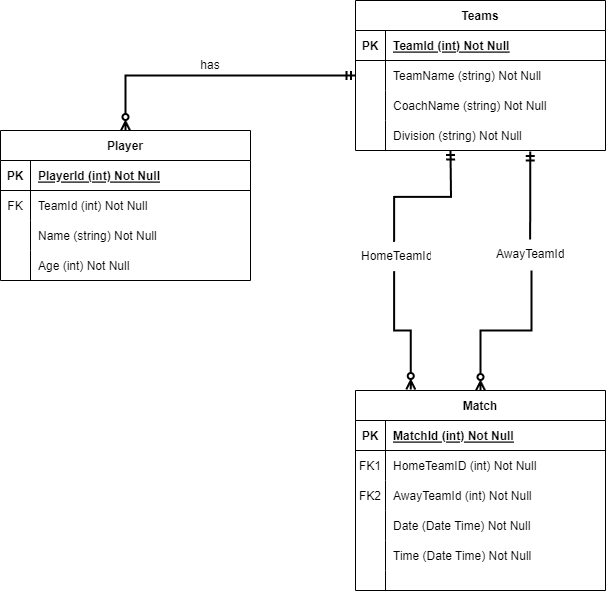 Teams
PK TeamId (int) Not Null
TeamName (string) Not Null
CoachName (string) Not Null
Division (string) Not Null
has
Player
PK PlayerId (int) Not Null
FK TeamId (int) Not Null
Name (string) Not Null
Age (int) Not Null
HomeTeamId
AwayTeamId
Match
PK MatchId (int) Not Null
FK1 HomeTeamID (int) Not Null
FK2 AwayTeamId (int) Not Null
Date (Date Time) Not Null
Time (Date Time) Not Null